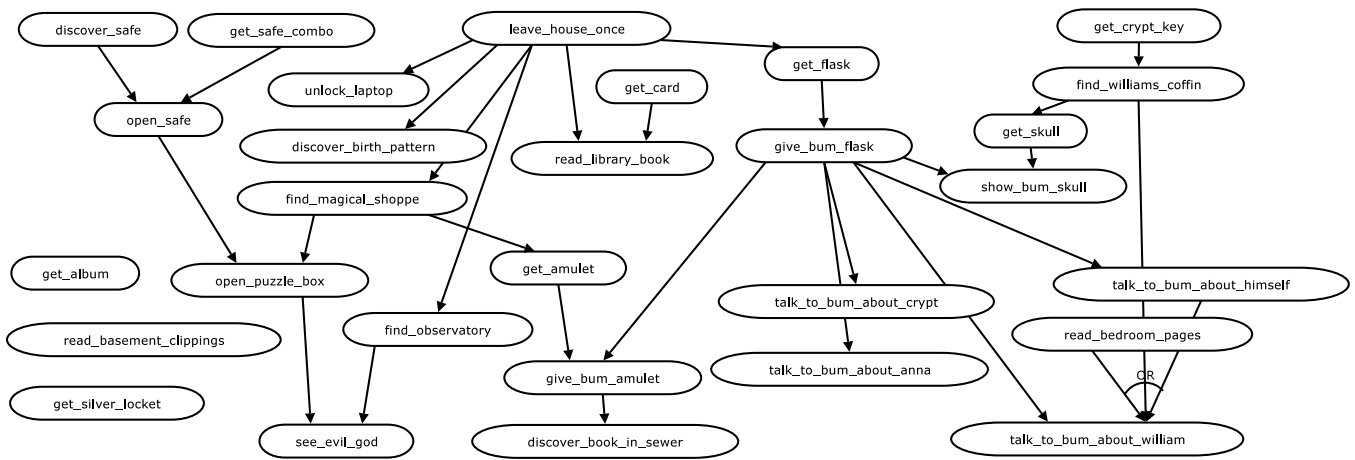 discover_safe
get_safe_combo
leave_house_once
get_crypt_key
get_flask
unlock_laptop
get_card
find_williams_coffin
open_safe
get_skull
discover_birth_pattern
read_library_book
give_bum_flask
show_bum_skull
find_magical_shoppe
get_album
open_puzzle_box
get_amulet
talk_to_bum_about_crypt
talk_to_bum_about_himself
read_basement_clippings
find_observatory
read_bedroom_pages
talk_to_bum_about_anna
give_bum_amulet
OR
get_silver_locket
see_evil_god
discover_book_in_sewer
talk_to_bum_about_william